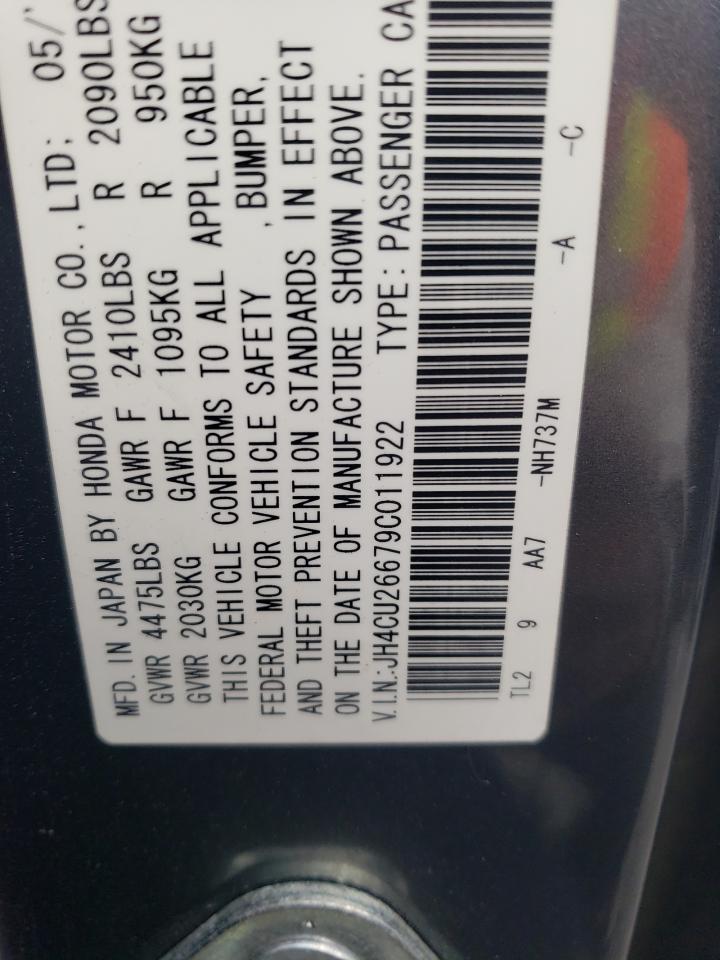 MFD. IN JAPAN BY HONDA MOTOR CO., LTD; 05/
GVWR 4475LBS GAWR F 2410LBS R 2090LBS
GVWR 2030KG GAWR F 1095KG R 950KG
THIS VEHICLE CONFORMS TO ALL APPLICABLE
FEDERAL MOTOR VEHICLE SAFETY , BUMPER,
AND THEFT PREVENTION STANDARDS IN EFFECT
ON THE DATE OF MANUFACTURE SHOWN ABOVE.
V.I.N.:JH4CU26679C011922 TYPE: PASSENGER CA
TL2 9 AA7 -NH737M -A -C